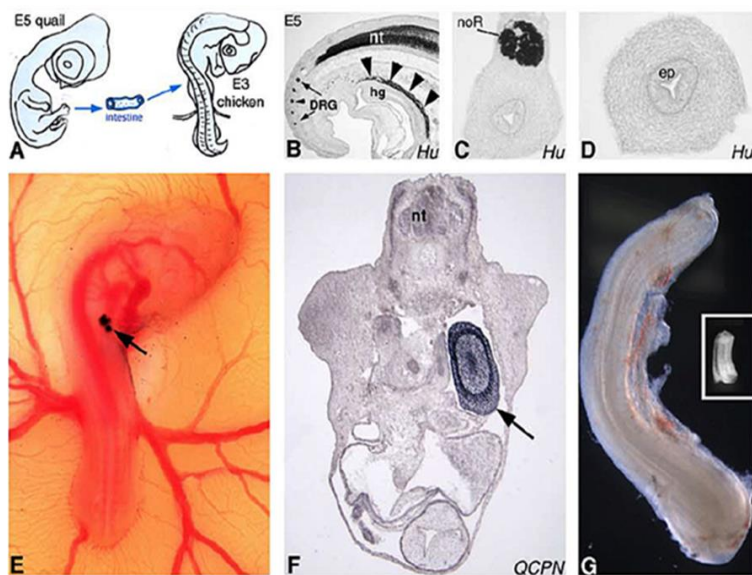 E5 quail
E3
chicken
intestine
A
E5
nt
DRG
hg
B
Hu
noR
C
Hu
ep
D
Hu
E
nt
F
QCPN
G